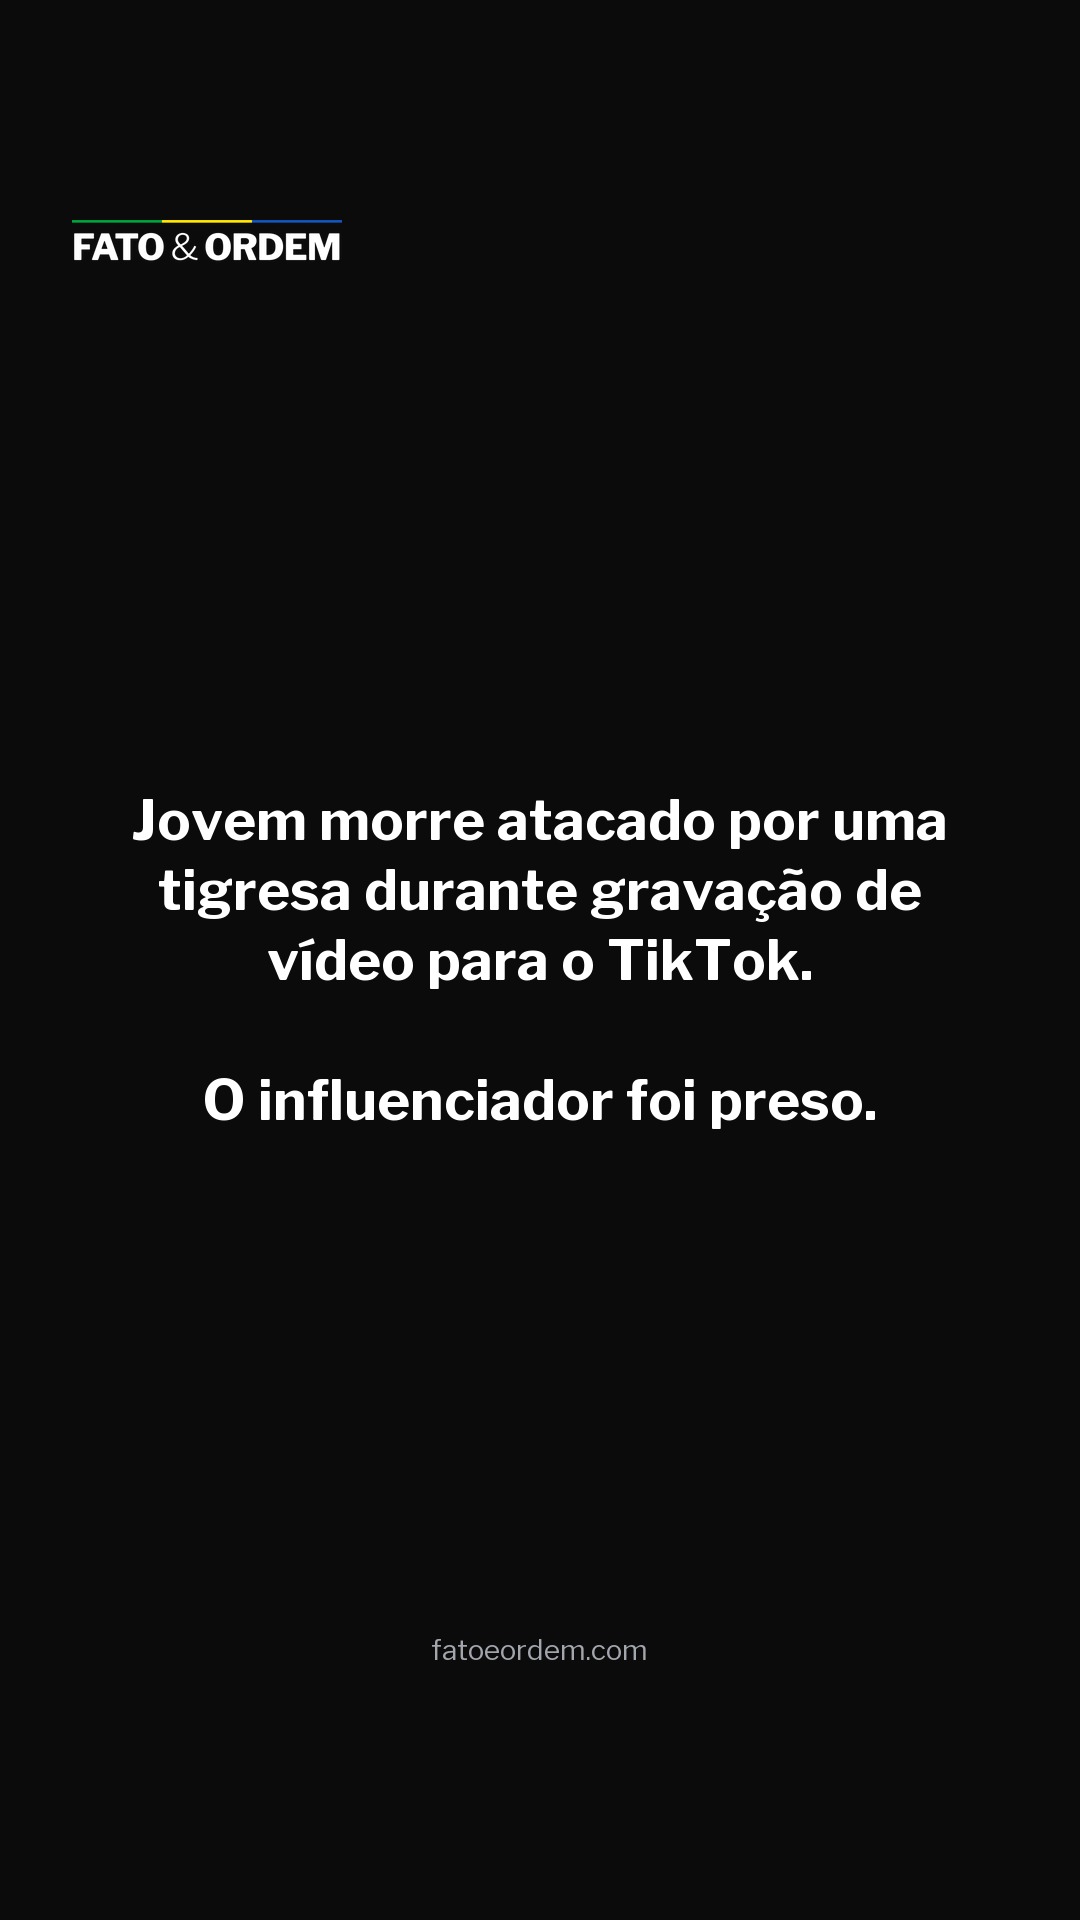 FATO & ORDEM
Jovem morre atacado por uma
tigresa durante gravação de
vídeo para o TikTok.
O influenciador foi preso.
fatoeordem.com